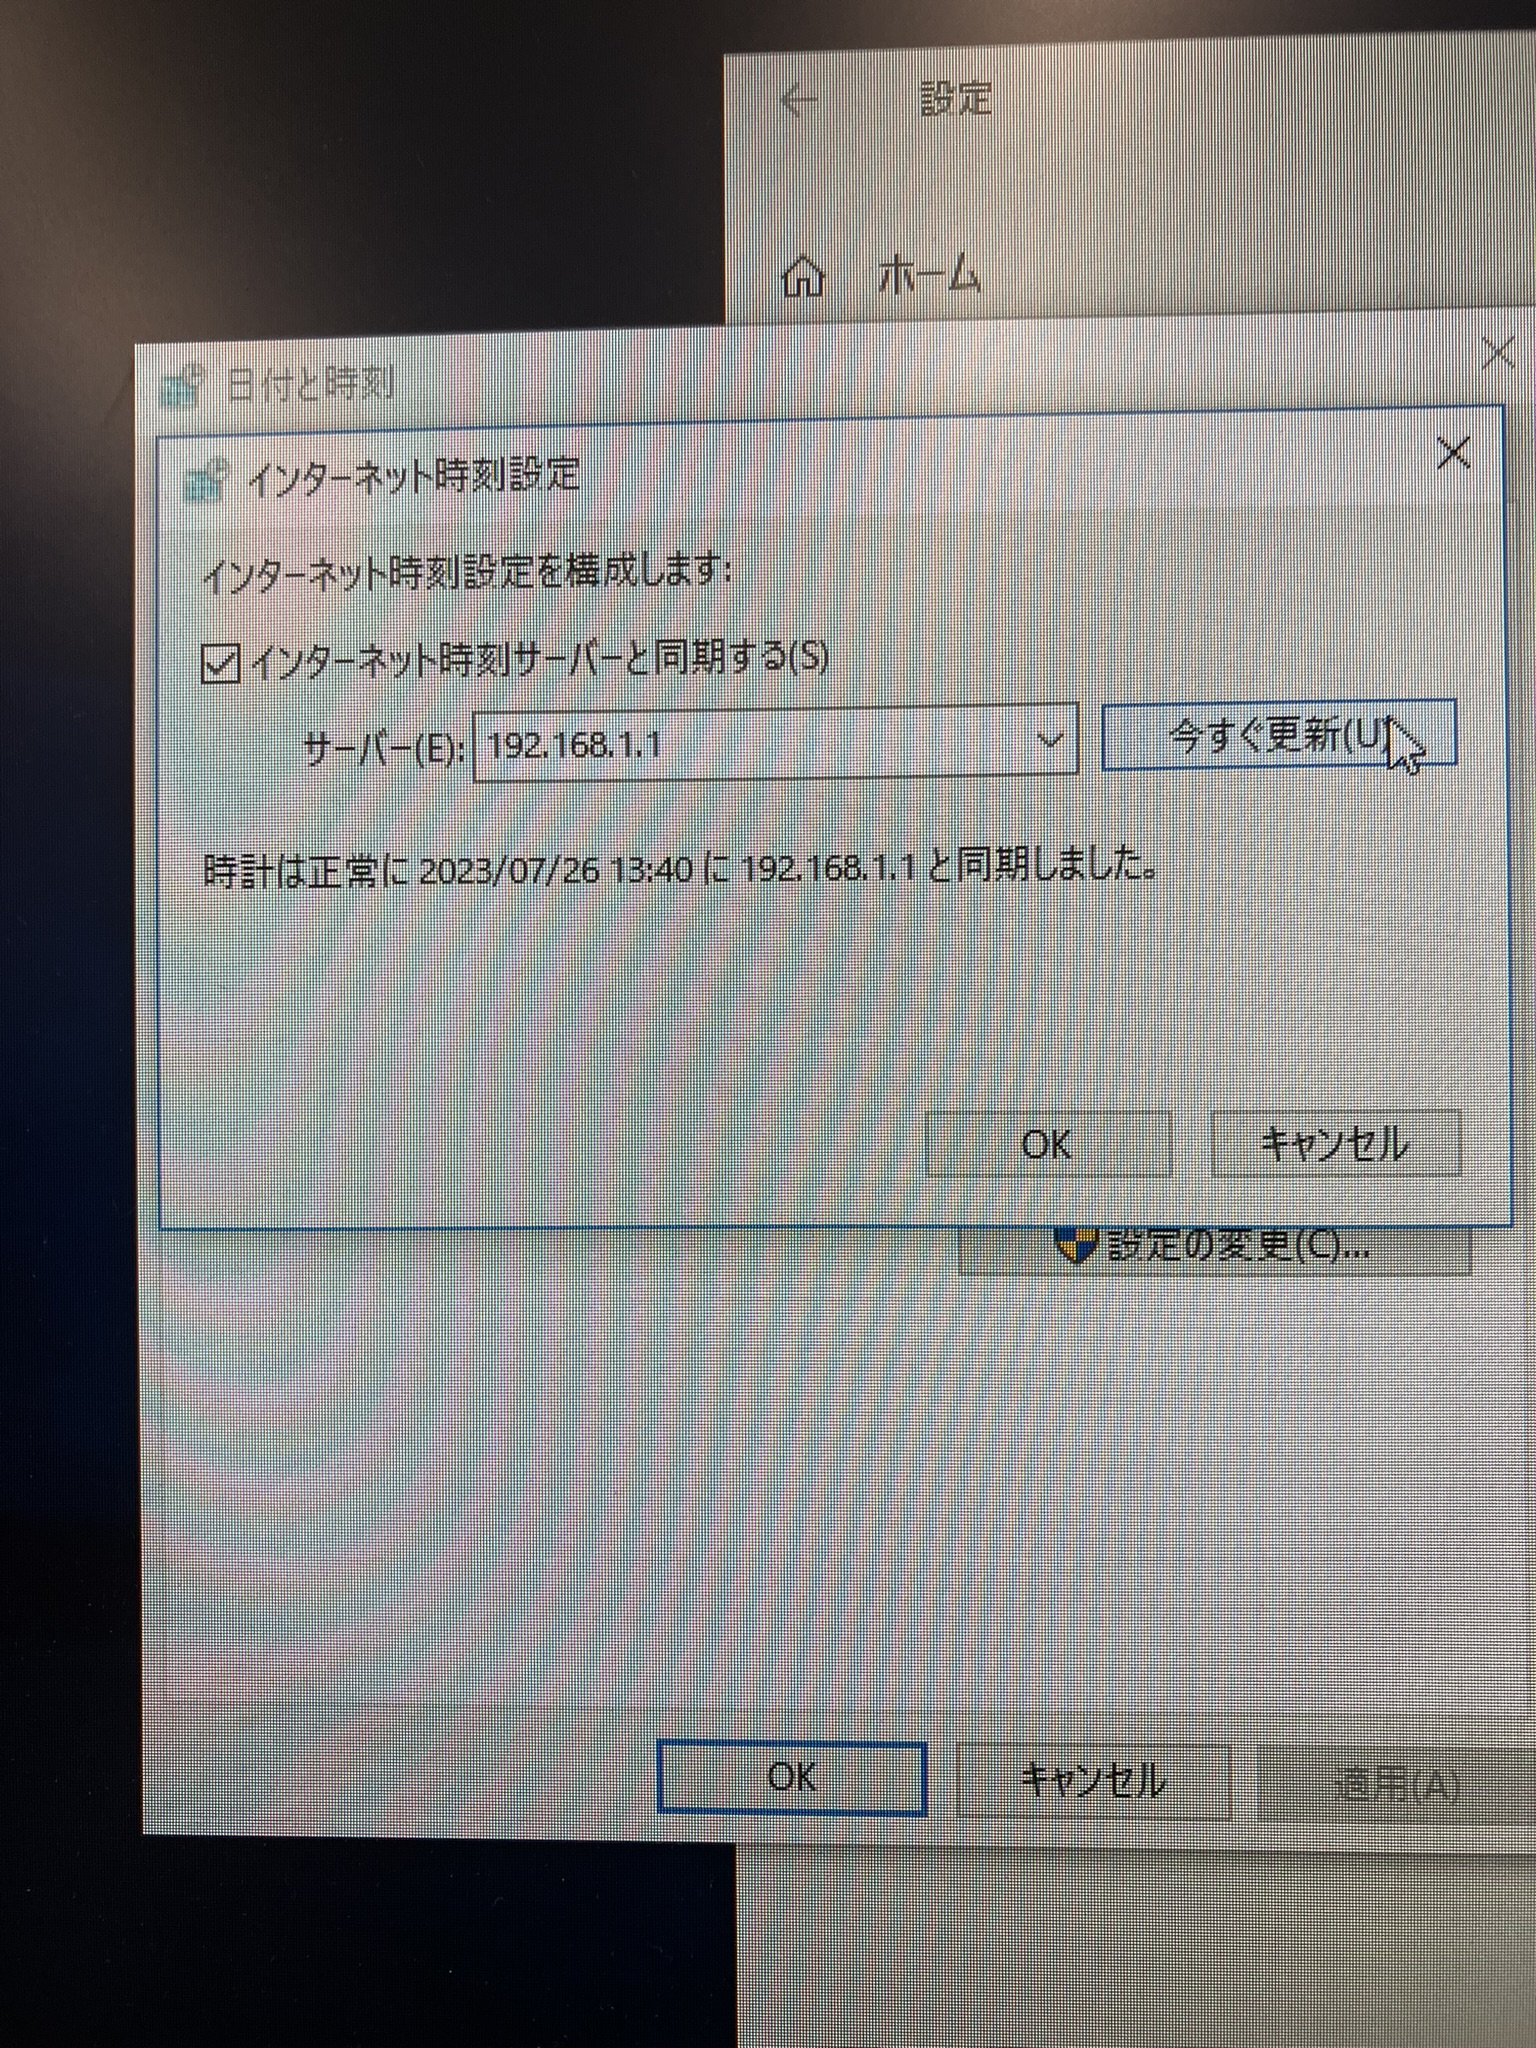 設定
ホーム
日付と時刻
インターネット時刻設定
インターネット時刻設定を構成します:
インターネット時刻サーバーと同期する(S)
サーバー(E): 192.168.1.1 今すぐ更新(U)
時計は正常に 2023/07/26 13:40 に 192.168.1.1 と同期しました。
OK キャンセル
設定の変更(C)...
OK キャンセル 適用(A)